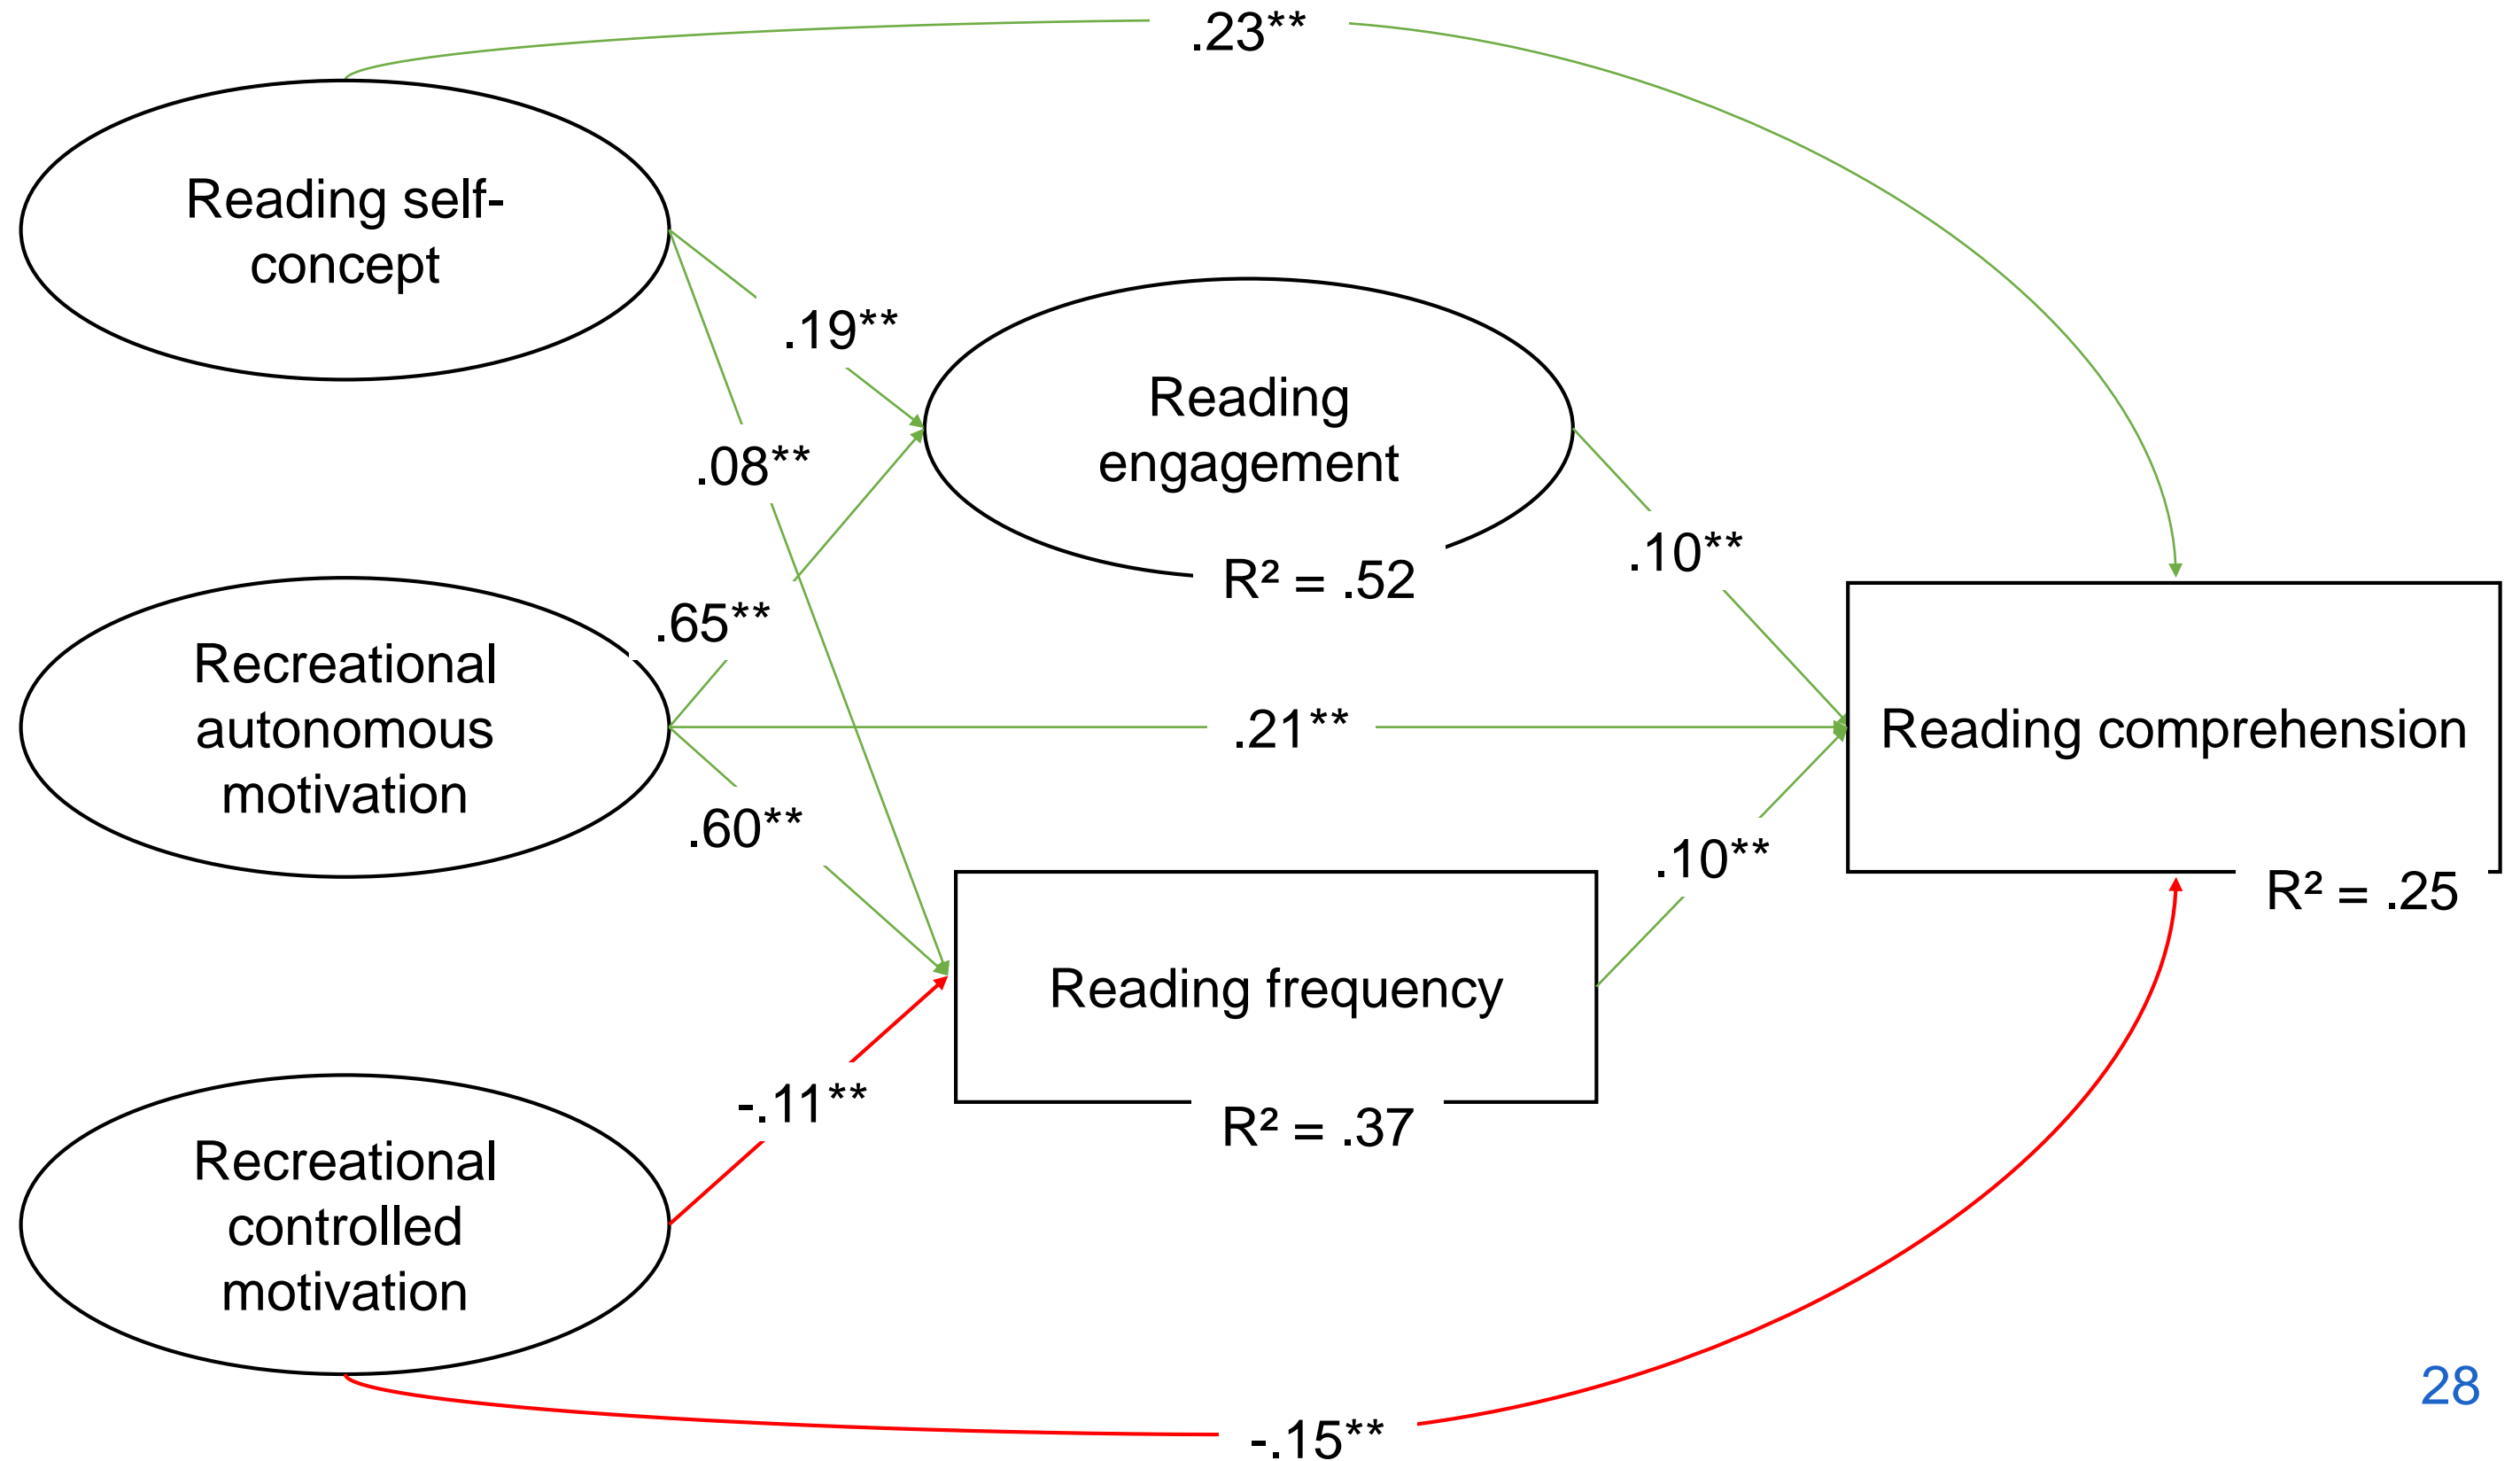 .23**
Reading self-
concept
.19**
Reading
engagement
.08**
R² = .52
.10**
.65**
Recreational
autonomous
motivation
.21**
Reading comprehension
.60**
.10**
R² = .25
Reading frequency
-.11**
R² = .37
Recreational
controlled
motivation
28
-.15**